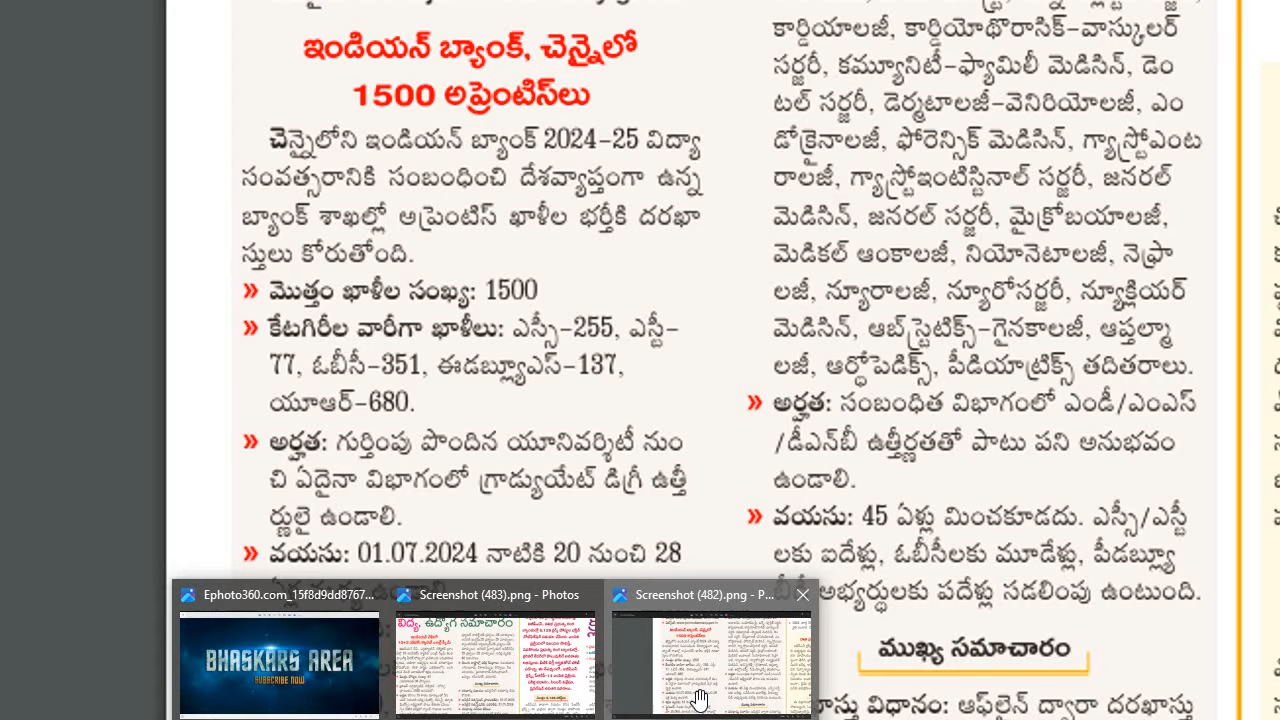 ఇండియన్ బ్యాంక్, చెన్నైలో
1500 అప్రెంటిస్‌లు
చెన్నైలోని ఇండియన్ బ్యాంక్ 2024-25 విద్యా
సంవత్సరానికి సంబంధించి దేశవ్యాప్తంగా ఉన్న
బ్యాంక్ శాఖల్లో అప్రెంటిస్ ఖాళీల భర్తీకి దరఖా
స్తులు కోరుతోంది.
» మొత్తం ఖాళీల సంఖ్య: 1500
» కేటగిరీల వారీగా ఖాళీలు: ఎస్సీ-255, ఎస్టీ-
77, ఓబీసీ-351, ఈడబ్ల్యూఎస్-137,
యూఆర్-680.
» అర్హత: గుర్తింపు పొందిన యూనివర్శిటీ నుం
చి ఏదైనా విభాగంలో గ్రాడ్యుయేట్ డిగ్రీ ఉత్తీ
ర్ణులై ఉండాలి.
» వయసు: 01.07.2024 నాటికి 20 నుంచి 28
కార్డియాలజీ, కార్డియోథొరాసిక్-వాస్కులర్
సర్జరీ, కమ్యూనిటీ-ఫ్యామిలీ మెడిసిన్, డెం
టల్ సర్జరీ, డెర్మటాలజీ-వెనిరియోలజీ, ఎం
డోక్రైనాలజీ, ఫోరెన్సిక్ మెడిసిన్, గ్యాస్ట్రోఎంట
రాలజీ, గ్యాస్ట్రోఇంటిస్టినాల్ సర్జరీ, జనరల్
మెడిసిన్, జనరల్ సర్జరీ, మైక్రోబయాలజీ,
మెడికల్ ఆంకాలజీ, నియోనెటాలజీ, నెఫ్రా
లజీ, న్యూరాలజీ, న్యూరోసర్జరీ, న్యూక్లియర్
మెడిసిన్, ఆబ్‌స్ట్రెటిక్స్-గైనకాలజీ, ఆప్తల్మా
లజీ, ఆర్థోపెడిక్స్, పీడియాట్రిక్స్ తదితరాలు.
» అర్హత: సంబంధిత విభాగంలో ఎండీ/ఎంఎస్
/డీఎన్‌బీ ఉత్తీర్ణతతో పాటు పని అనుభవం
ఉండాలి.
» వయసు: 45 ఏళ్లు మించకూడదు. ఎస్సీ/ఎస్టీ
లకు ఐదేళ్లు, ఓబీసీలకు మూడేళ్లు, పీడబ్ల్యూ
బీడీ అభ్యర్థులకు పదేళ్లు సడలింపు ఉంటుంది.
ముఖ్య సమాచారం
విధానం: ఆఫ్‌లైన్ ద్వారా దరఖాస్తు
Ephoto360.com_15f8d9dd8767...
Screenshot (483).png - Photos
Screenshot (482).png - P...
BHASKARS AREA
SUBSCRIBE NOW
విద్య, ఉద్యోగ సమాచారం